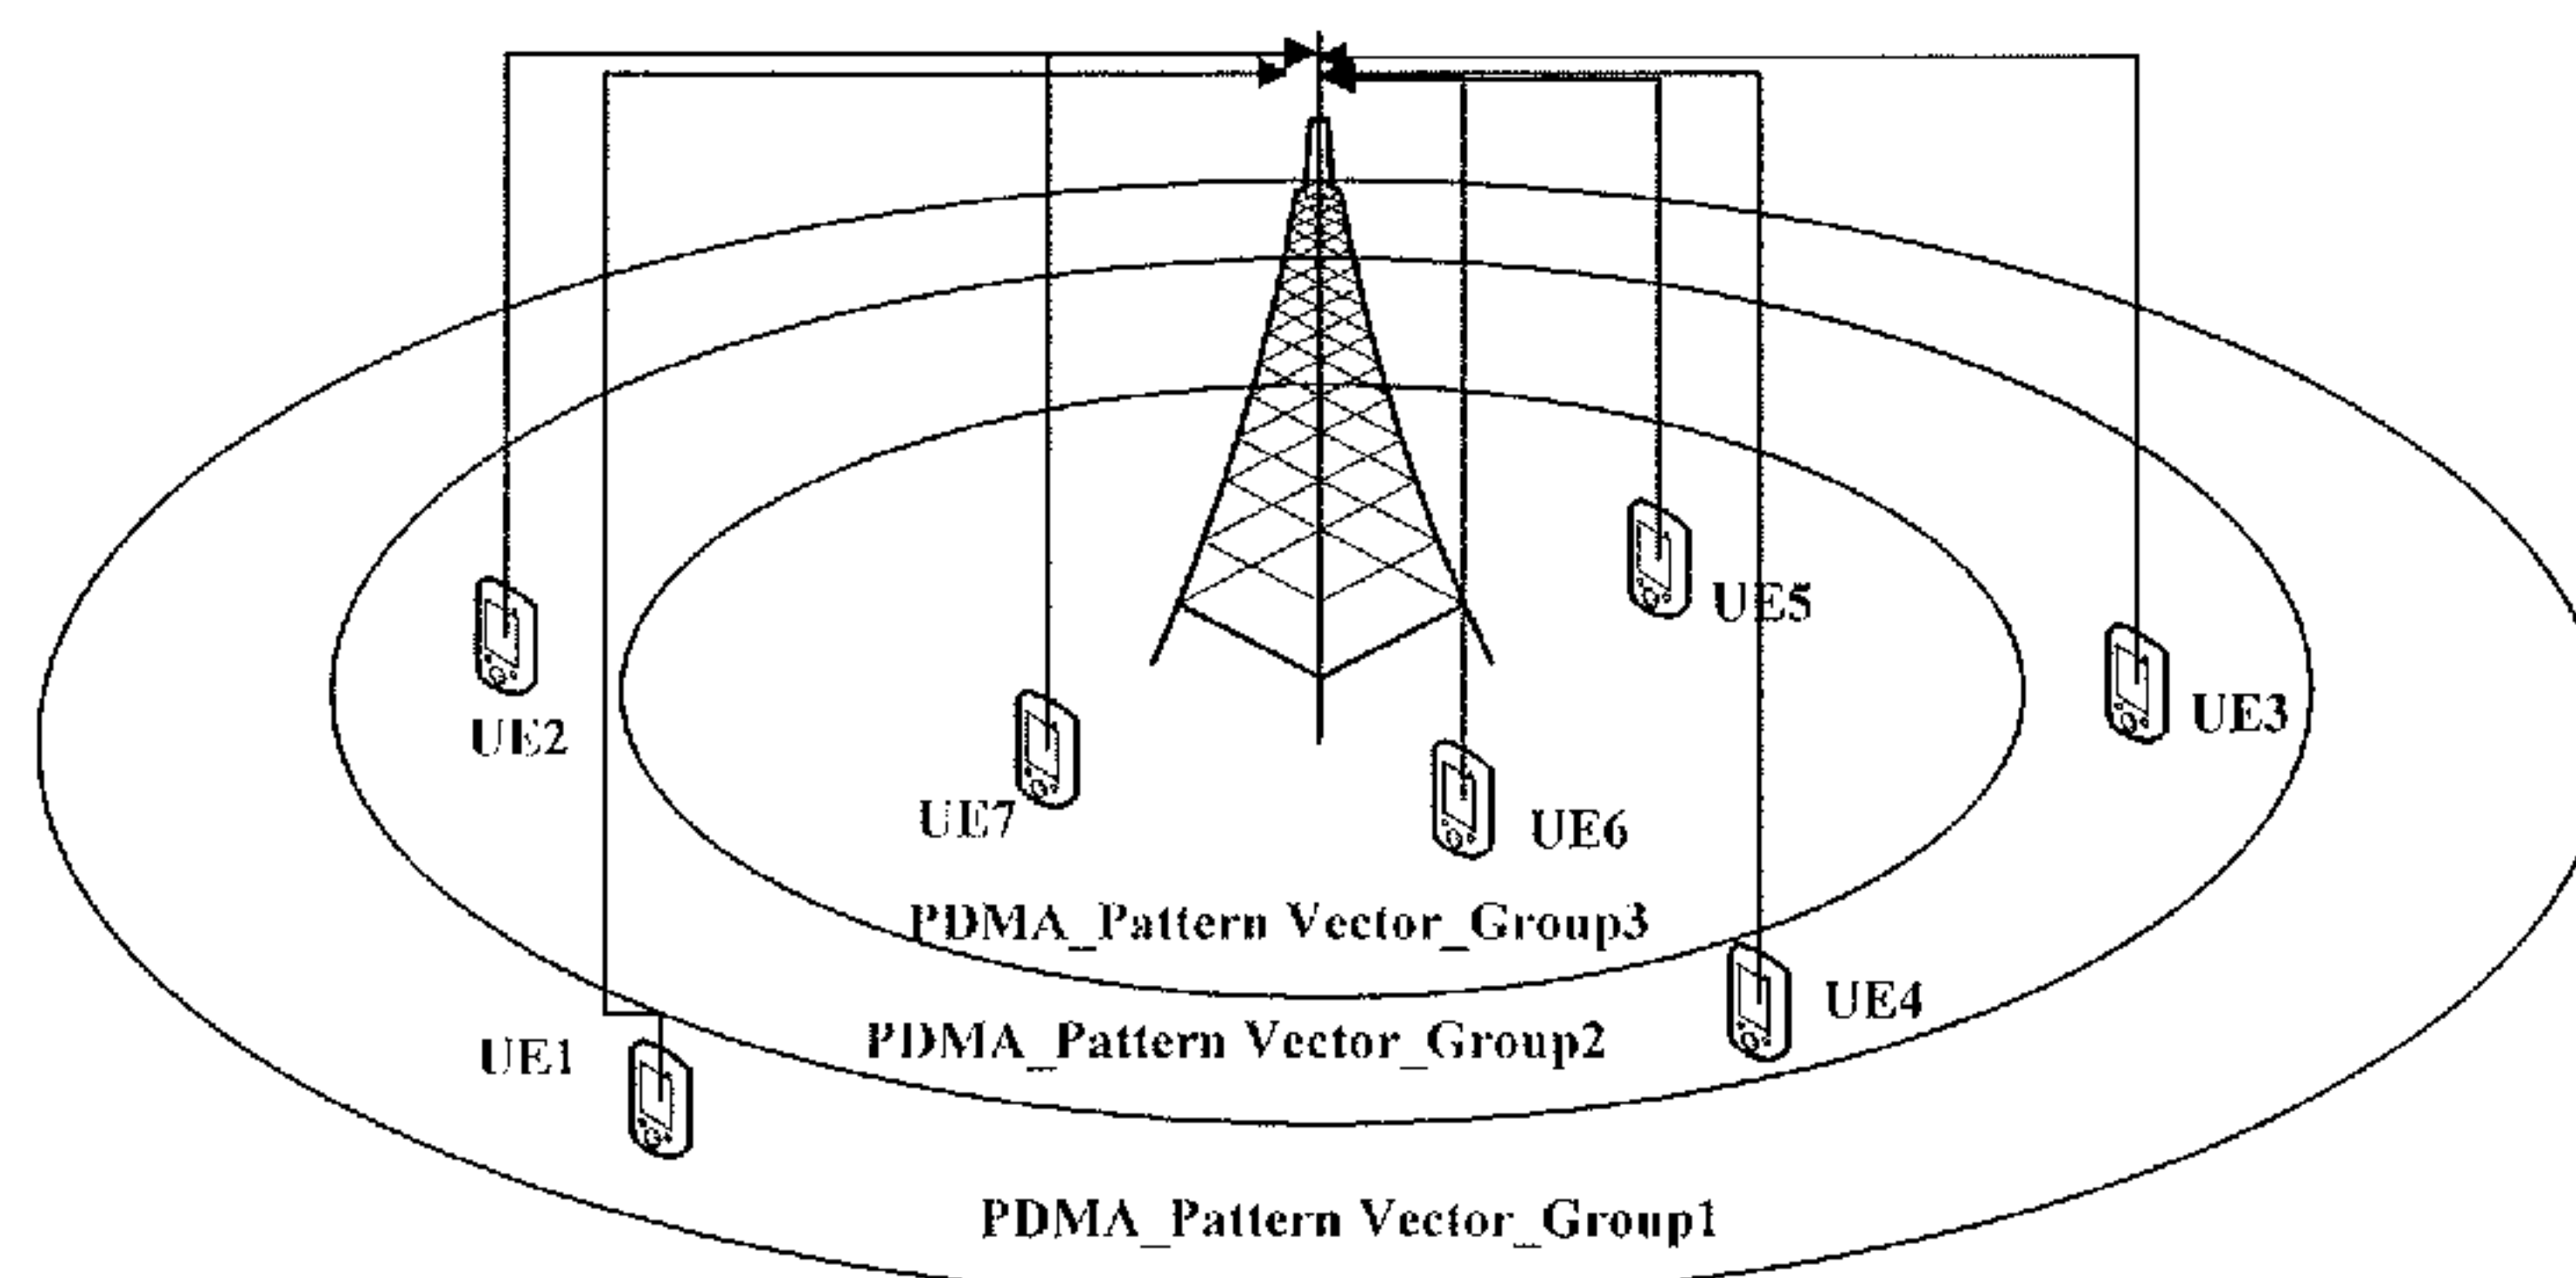 UE5
UE3
UE2
UE7
UE6
PDMA_Pattern Vector_Group3
UE4
PDMA_Pattern Vector_Group2
UE1
PDMA_Pattern Vector_Group1